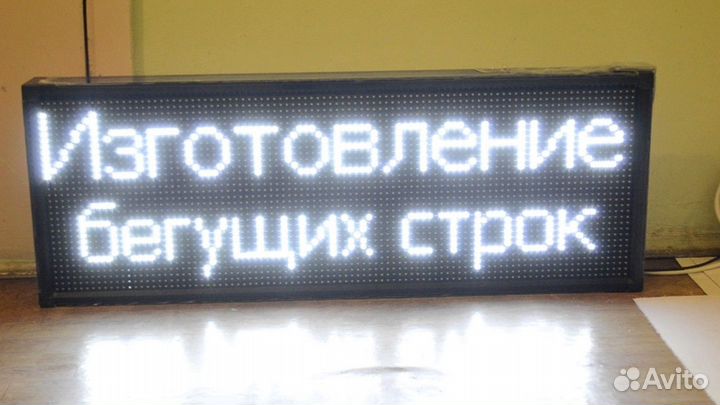 Изготовление
бегущих строк
Avito